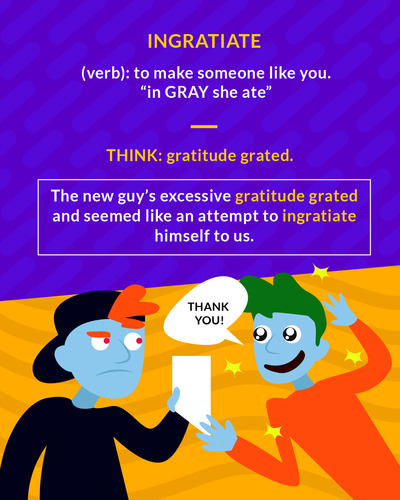 INGRATIATE
(verb): to make someone like you.
“in GRAY she ate”
THINK: gratitude grated.
The new guy’s excessive gratitude grated
and seemed like an attempt to ingratiate
himself to us.
THANK
YOU!